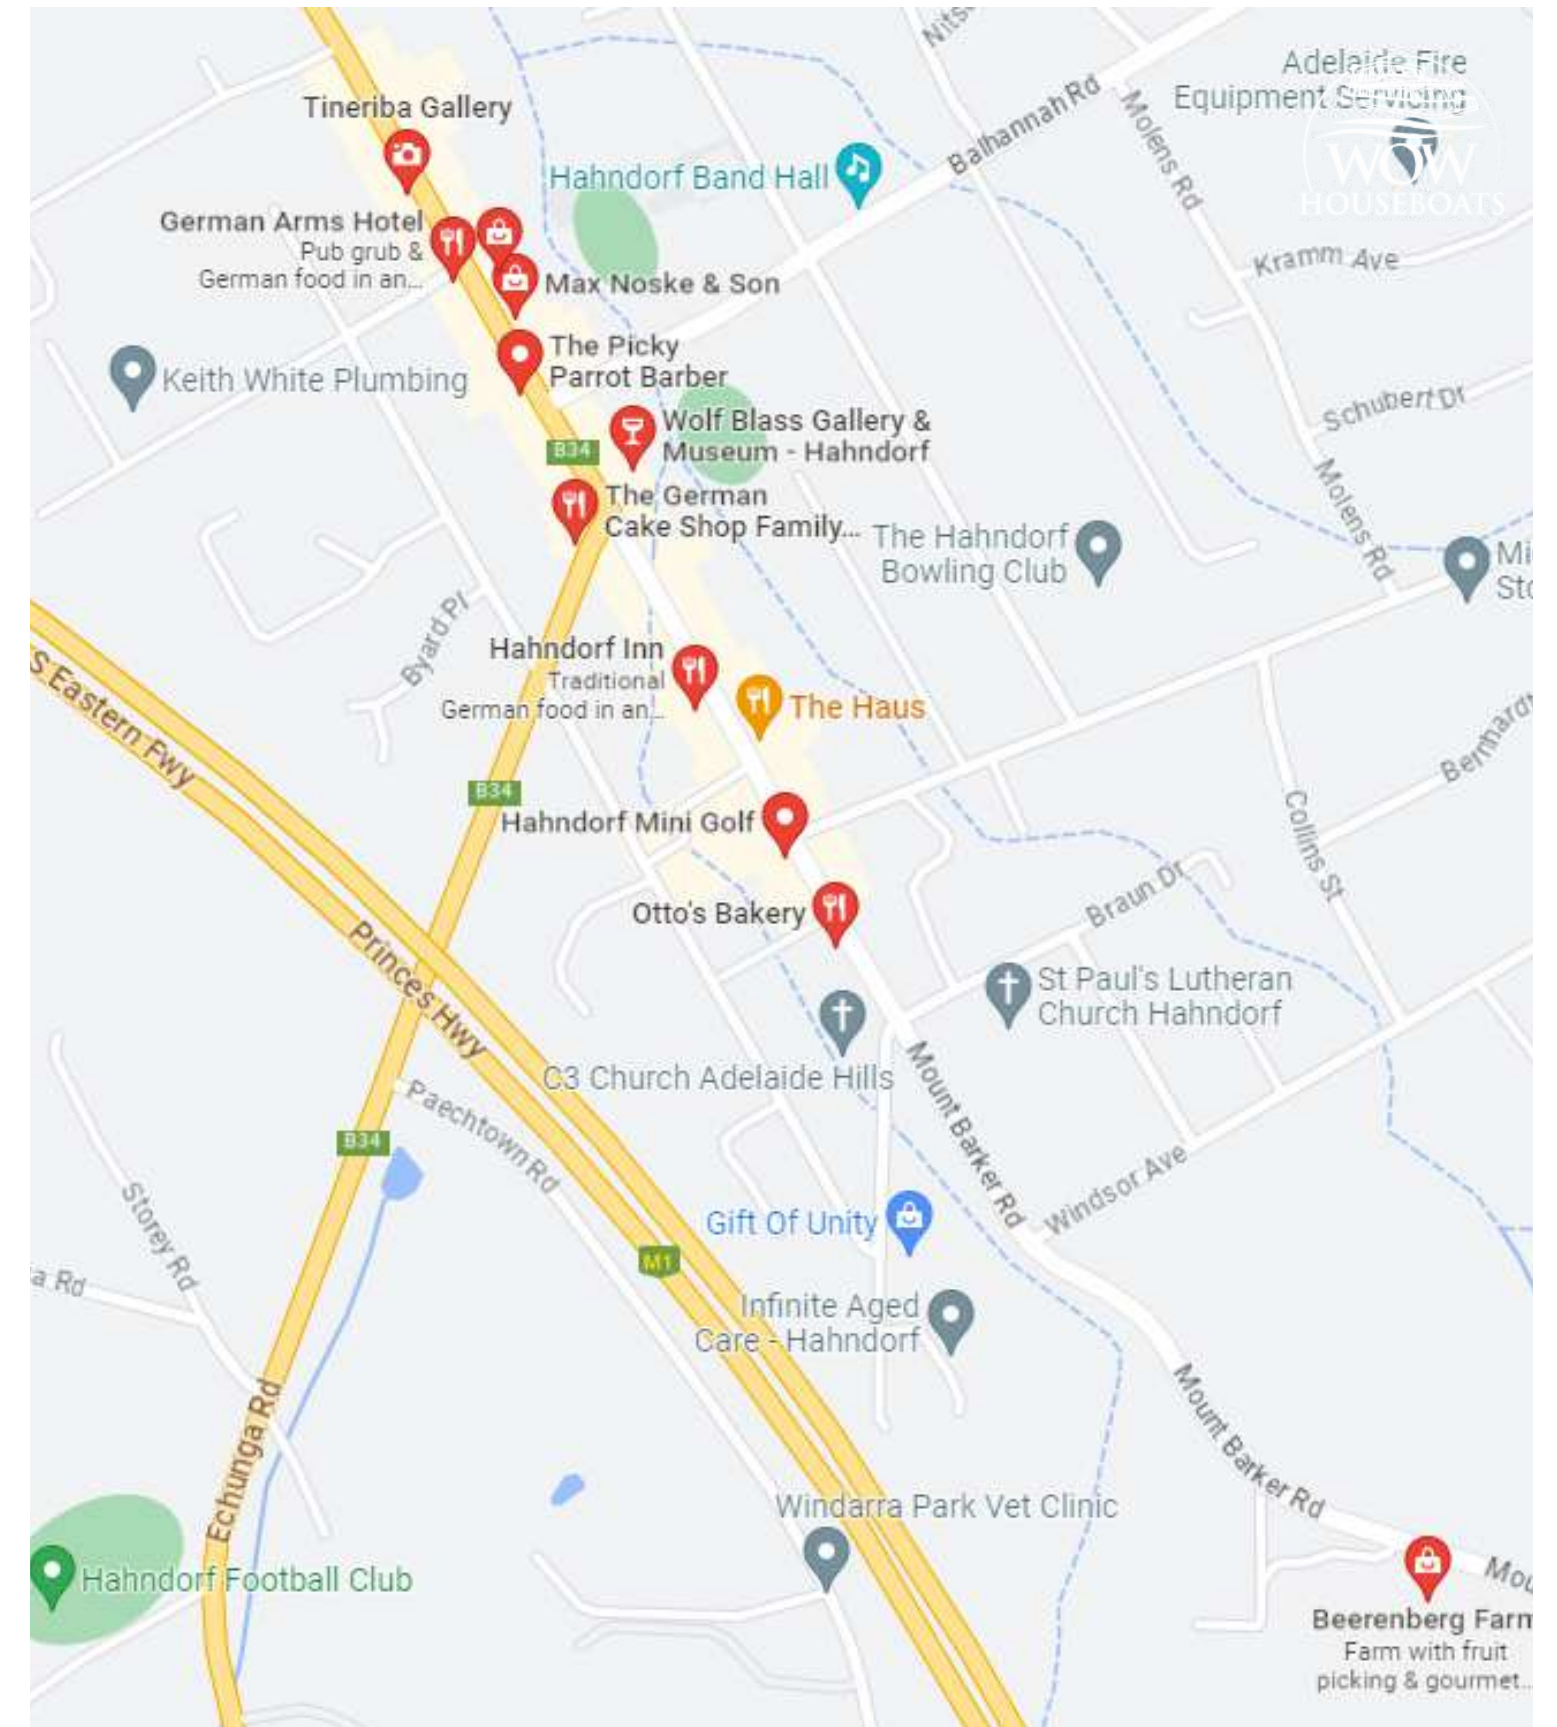 Nits
Adelaide Fire
Equipment Servicing
WOW
HOUSEBOATS
Tineriba Gallery
Balhannah Rd
Molens Rd
Hahndorf Band Hall
German Arms Hotel
Pub grub &
German food in an...
Kramm Ave
Max Noske & Son
The Picky
Parrot Barber
Keith White Plumbing
Schubert Dr
Wolf Blass Gallery &
Museum - Hahndorf
B34
The German
Cake Shop Family...
Molens Rd
The Hahndorf
Bowling Club
Mi
Sto
Byard Pl
Hahndorf Inn
Traditional
German food in an...
The Haus
s Eastern Fwy
Bernhardt
B34
Hahndorf Mini Golf
Collins St
Otto's Bakery
Braun Dr
Princes Hwy
St Paul's Lutheran
Church Hahndorf
C3 Church Adelaide Hills
Mount Barker Rd
Paechtown Rd
B34
Windsor Ave
Storey Rd
Gift Of Unity
M1
a Rd
Infinite Aged
Care - Hahndorf
Mount Barker Rd
Echunga Rd
Windarra Park Vet Clinic
Hahndorf Football Club
Mou
Beerenberg Farm
Farm with fruit
picking & gourmet...